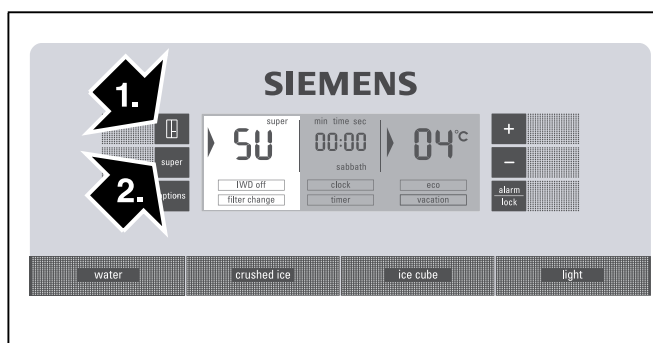 1.
SIEMENS
super min time sec
SU 00:00 04°C
+
super
sabbath
–
2.
options
IWD off clock eco
filter change timer vacation
alarm
lock
water crushed ice ice cube light